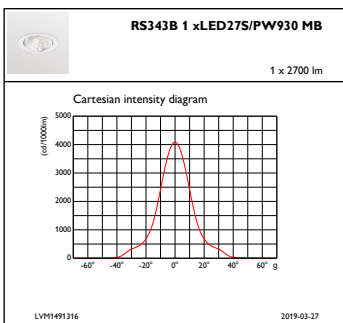 RS343B 1 xLED27S/PW930 MB
1 x 2700 lm
Cartesian intensity diagram
(cd/1000lm)
5000
4000
3000
2000
1000
0
-60° -40° -20° 0° 20° 40° 60° g
LVM1491316 2019-03-27